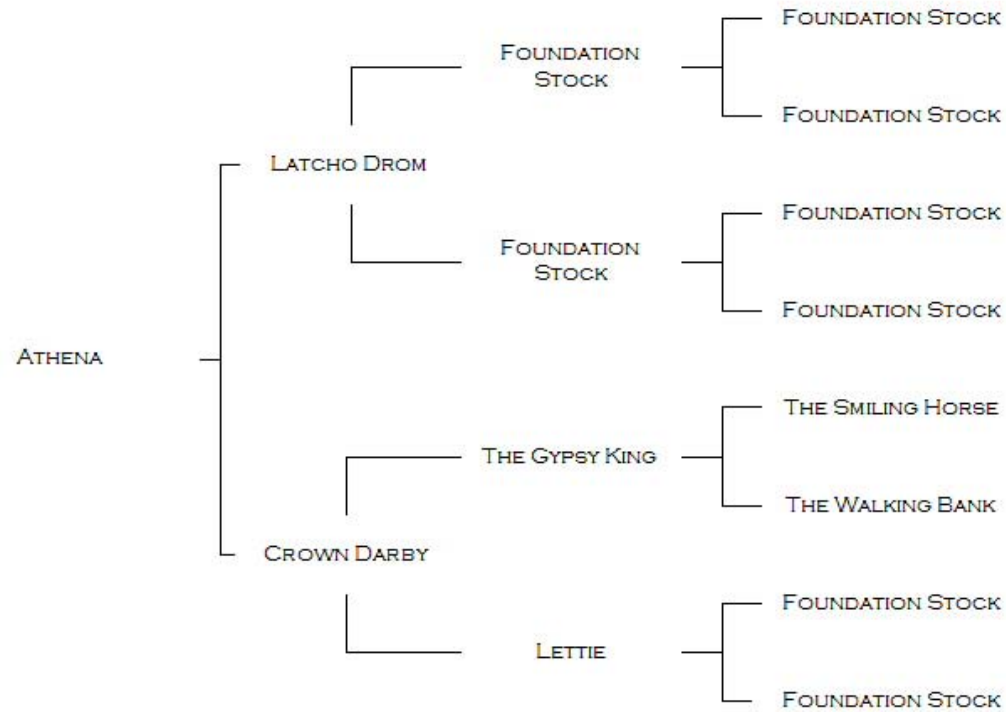 Foundation Stock
Foundation
Stock
Foundation Stock
Latcho Drom
Foundation Stock
Foundation
Stock
Foundation Stock
Athena
The Smiling Horse
The Gypsy King
The Walking Bank
Crown Darby
Foundation Stock
Lettie
Foundation Stock